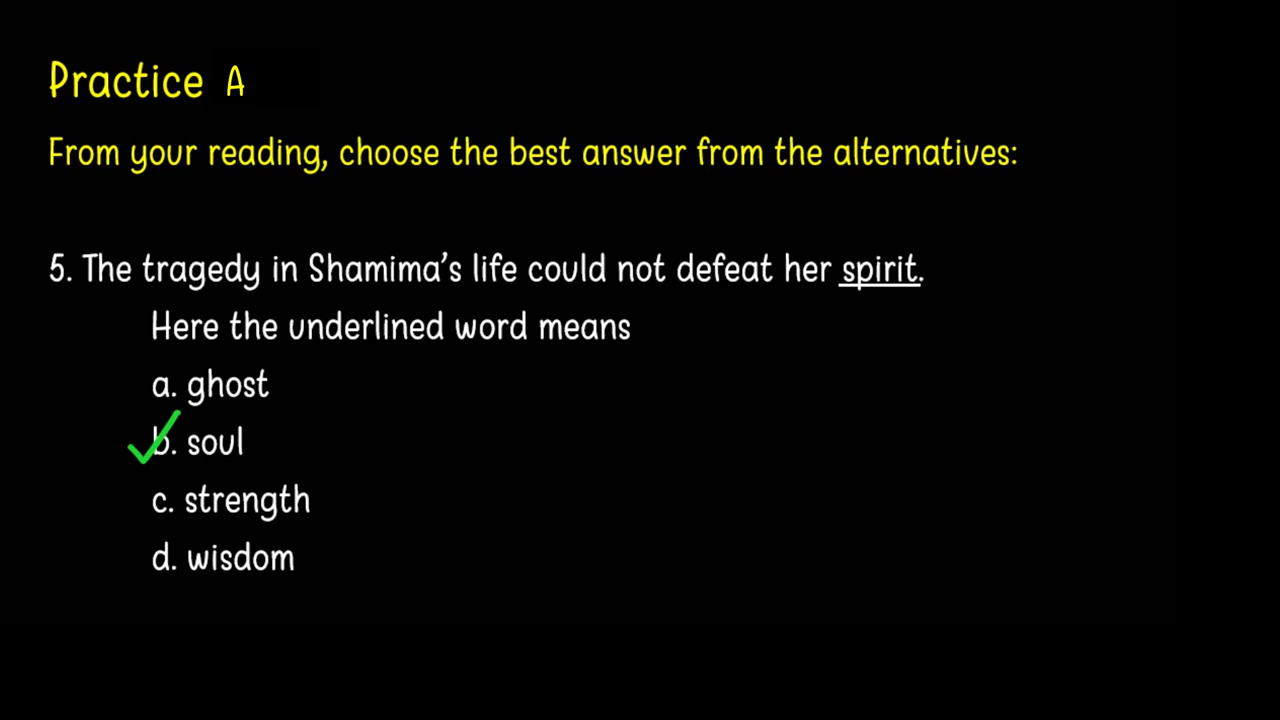 Practice A
From your reading, choose the best answer from the alternatives:
5. The tragedy in Shamima's life could not defeat her spirit.
Here the underlined word means
a. ghost
b. soul
c. strength
d. wisdom